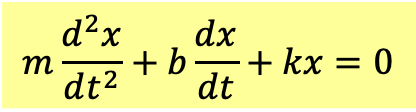 m d²x/dt² + b dx/dt + kx = 0